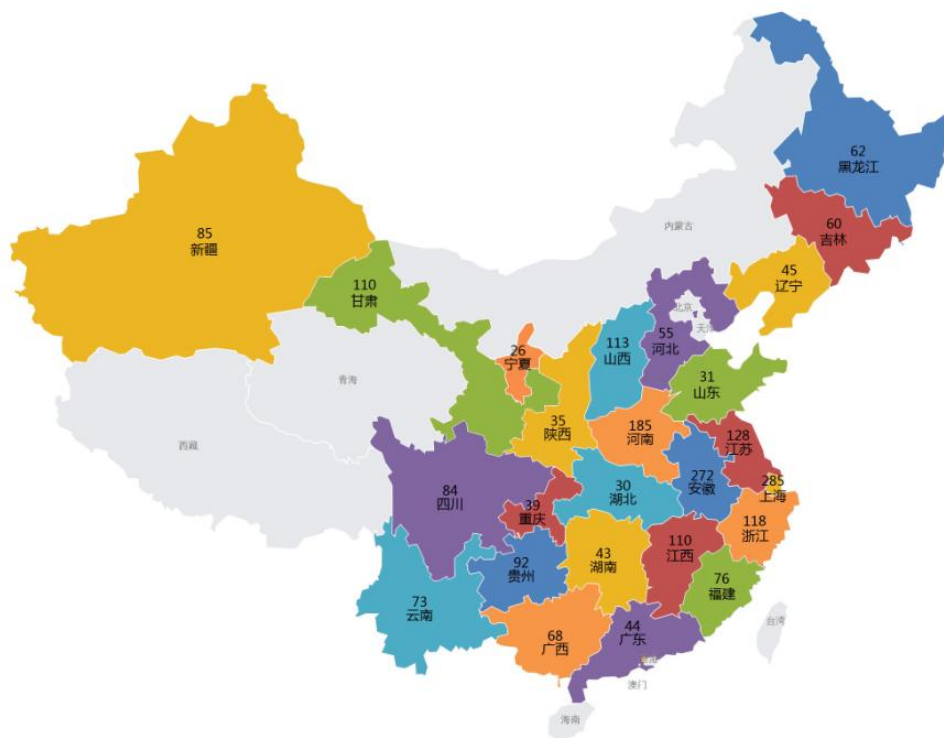 62
黑龙江
60
吉林
内蒙古
85
新疆
45
辽宁
110
甘肃
北京
天津
55
河北
113
山西
26
宁夏
31
山东
青海
35
陕西
185
河南
128
江苏
西藏
272
安徽
285
上海
84
四川
30
湖北
39
重庆
118
浙江
110
江西
43
湖南
92
贵州
76
福建
73
云南
台湾
44
广东
68
广西
澳门
海南